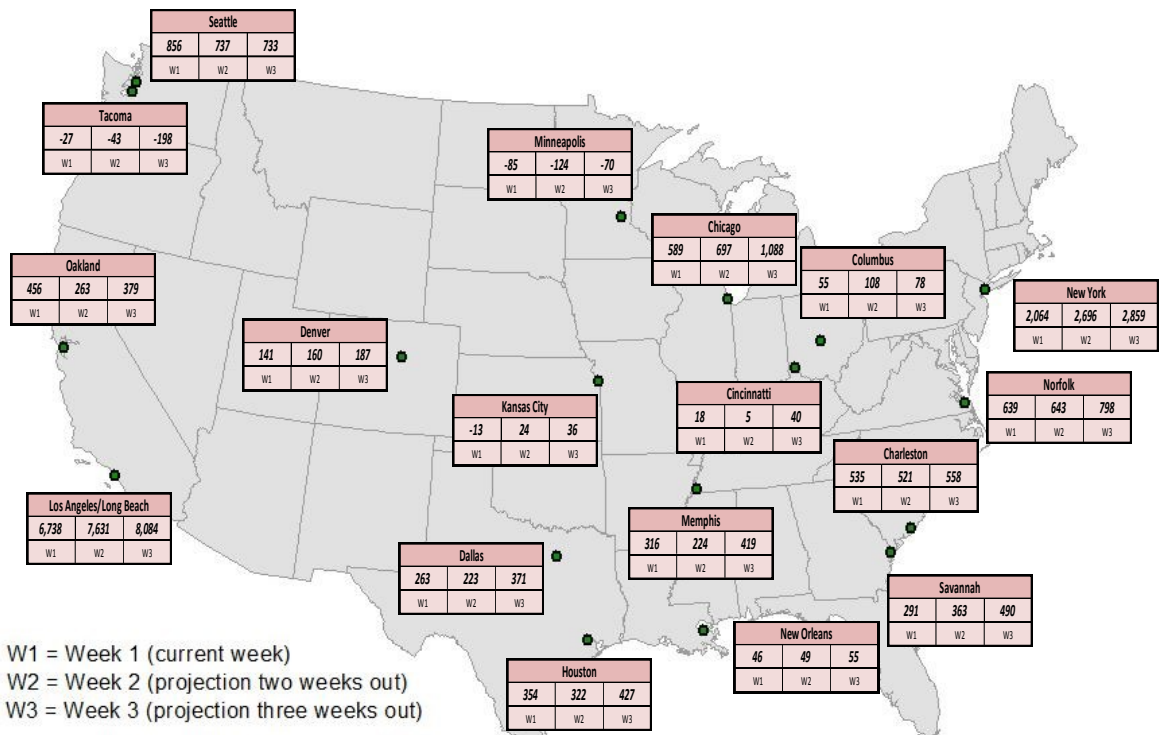 Seattle
856 737 733
W1 W2 W3
Tacoma
-27 -43 -198
W1 W2 W3
Minneapolis
-85 -124 -70
W1 W2 W3
Chicago
589 697 1,088
W1 W2 W3
Columbus
55 108 78
W1 W2 W3
Oakland
456 263 379
W1 W2 W3
New York
2,064 2,696 2,859
W1 W2 W3
Denver
141 160 187
W1 W2 W3
Norfolk
639 643 798
W1 W2 W3
Cincinnatti
18 5 40
W1 W2 W3
Kansas City
-13 24 36
W1 W2 W3
Charleston
535 521 558
W1 W2 W3
Los Angeles/Long Beach
6,738 7,631 8,084
W1 W2 W3
Memphis
316 224 419
W1 W2 W3
Dallas
263 223 371
W1 W2 W3
Savannah
291 363 490
W1 W2 W3
New Orleans
46 49 55
W1 W2 W3
Houston
354 322 427
W1 W2 W3
W1 = Week 1 (current week)
W2 = Week 2 (projection two weeks out)
W3 = Week 3 (projection three weeks out)